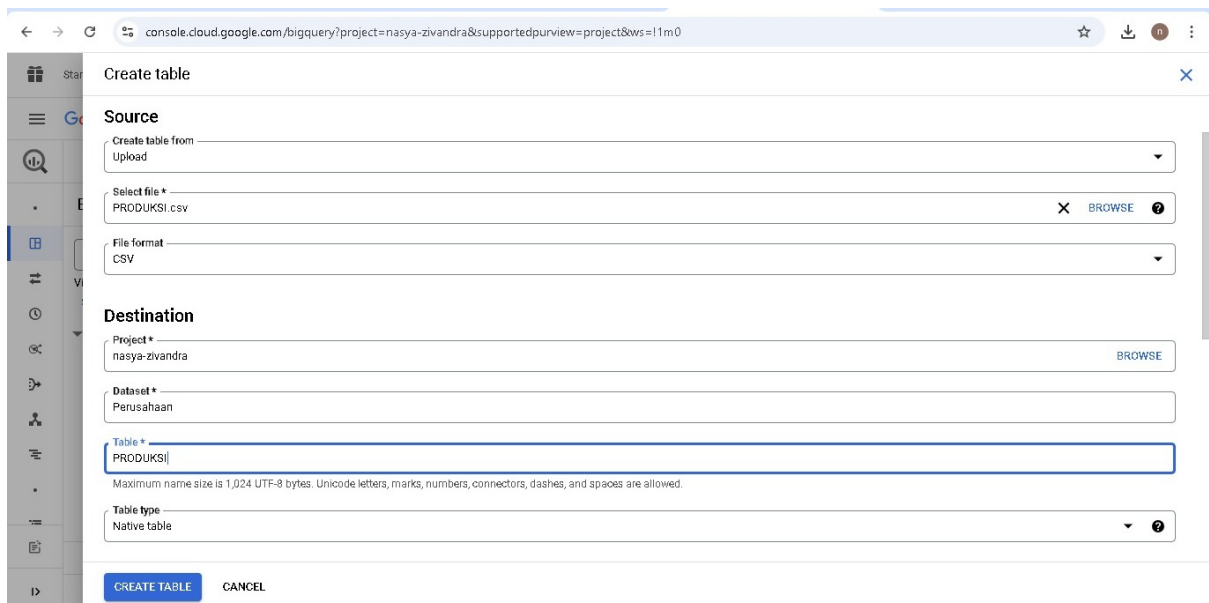 console.cloud.google.com/bigquery?project=nasya-zivandra&supportedpurview=project&ws=!1m0
n
Star
Create table
Source
Create table from
Upload
Select file *
PRODUKSI.csv
BROWSE
File format
CSV
Destination
Project *
nasya-zivandra
BROWSE
Dataset *
Perusahaan
Table *
PRODUKSI
Maximum name size is 1,024 UTF-8 bytes. Unicode letters, marks, numbers, connectors, dashes, and spaces are allowed.
Table type
Native table
CREATE TABLE CANCEL